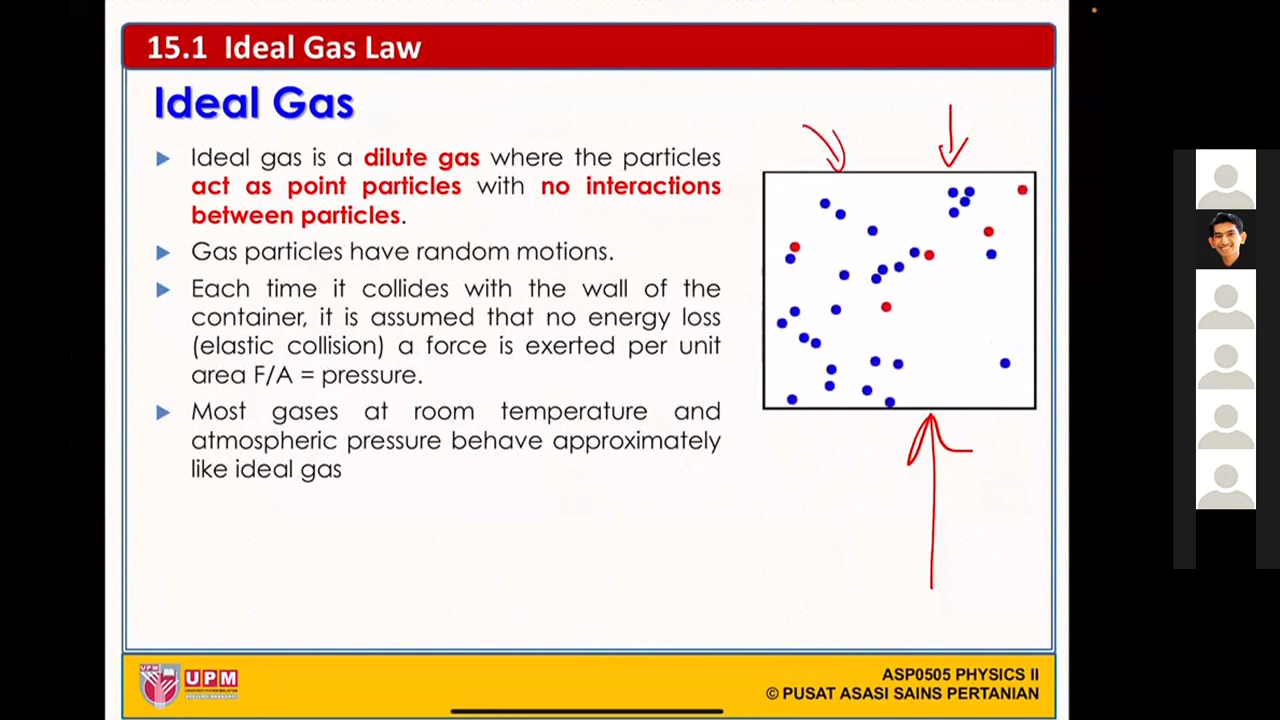 15.1 Ideal Gas Law
Ideal Gas
Ideal gas is a dilute gas where the particles
act as point particles with no interactions
between particles.
Gas particles have random motions.
Each time it collides with the wall of the
container, it is assumed that no energy loss
(elastic collision) a force is exerted per unit
area F/A = pressure.
Most gases at room temperature and
atmospheric pressure behave approximately
like ideal gas
UPM
UPM
ASP0505 PHYSICS II
© PUSAT ASASI SAINS PERTANIAN